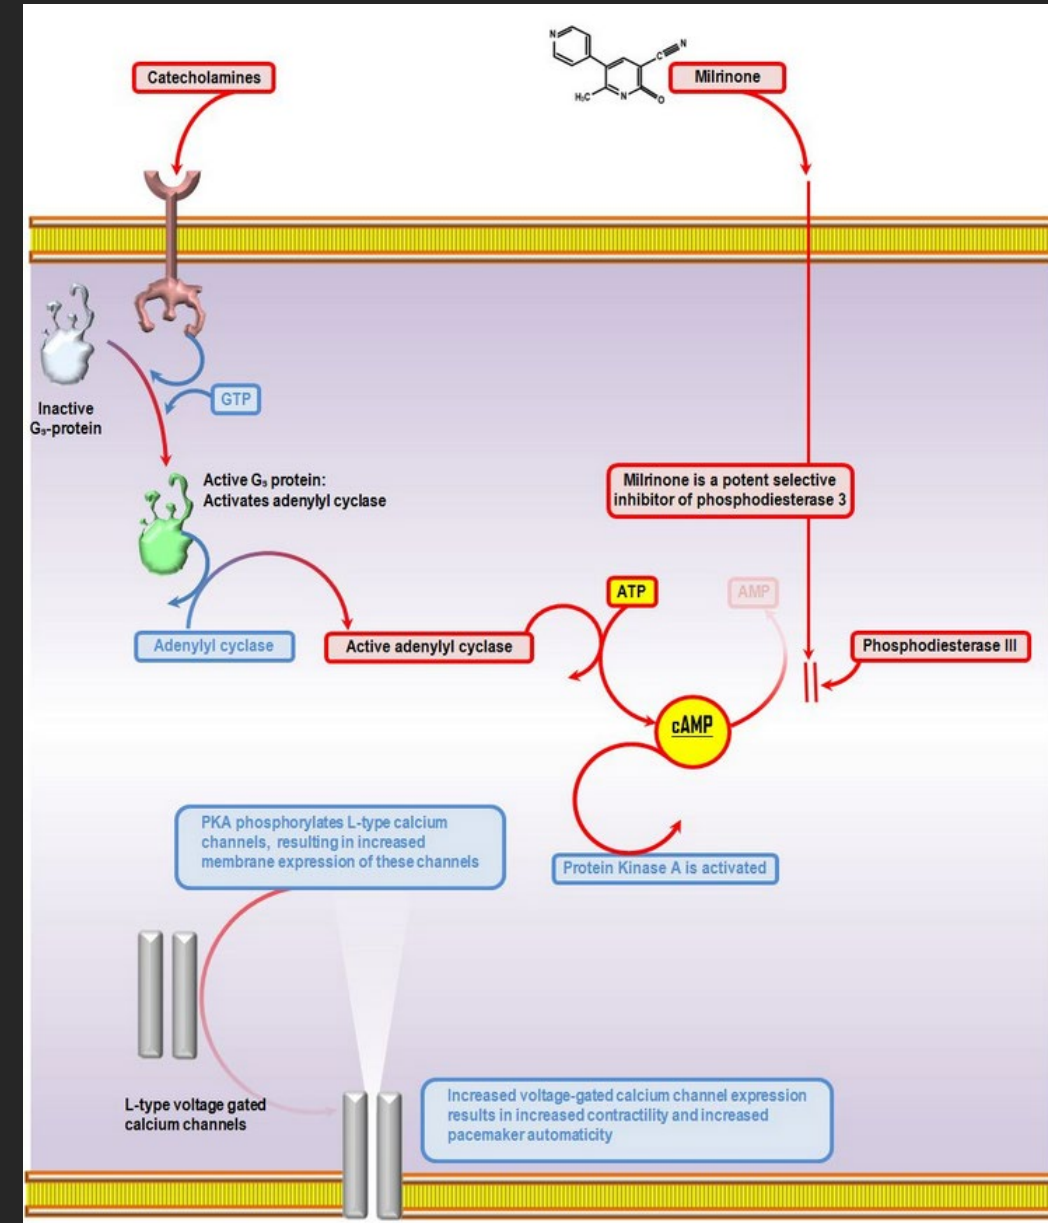 Catecholamines
N
C
N
H₃C
N
O
Milrinone
Inactive
Gₛ-protein
GTP
Active Gₛ protein:
Activates adenylyl cyclase
Milrinone is a potent selective
inhibitor of phosphodiesterase 3
ATP
AMP
Adenylyl cyclase
Active adenylyl cyclase
Phosphodiesterase III
cAMP
PKA phosphorylates L-type calcium
channels, resulting in increased
membrane expression of these channels
Protein Kinase A is activated
L-type voltage gated
calcium channels
Increased voltage-gated calcium channel expression
results in increased contractility and increased
pacemaker automaticity